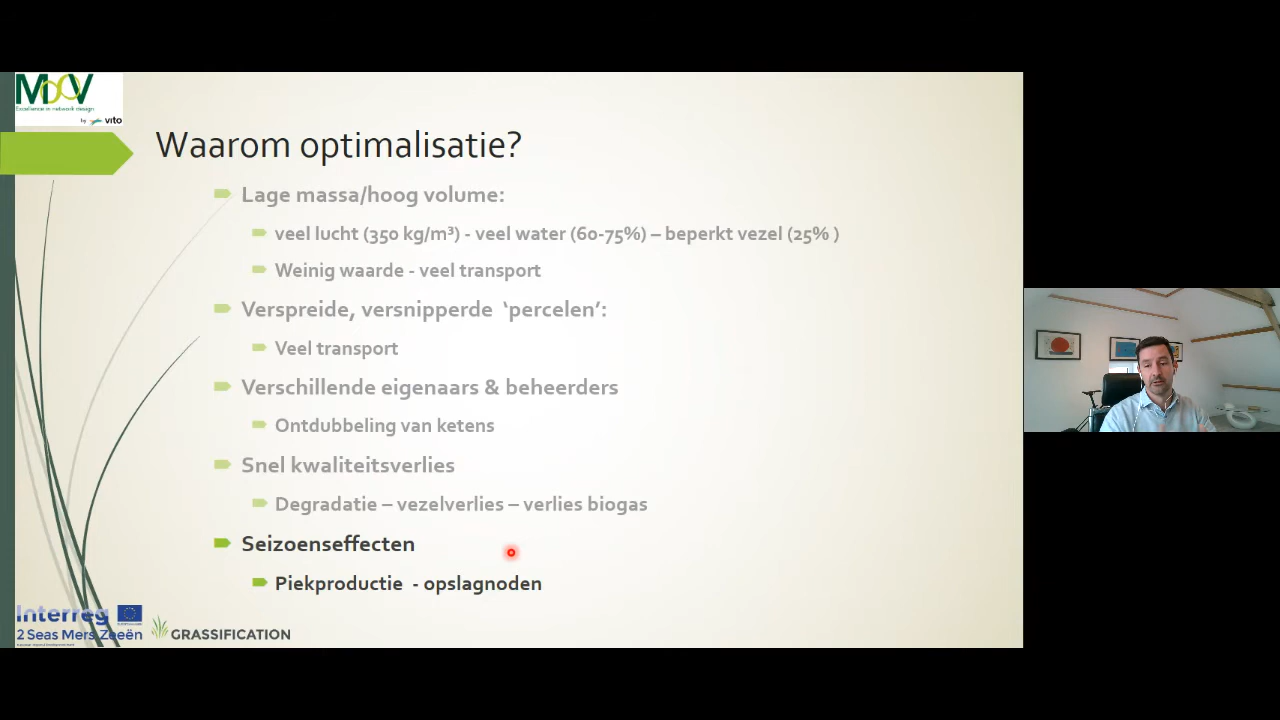 MooV
Excellence in network design
by vito
Waarom optimalisatie?
Lage massa/hoog volume:
veel lucht (350 kg/m³) - veel water (60-75%) – beperkt vezel (25% )
Weinig waarde - veel transport
Verspreide, versnipperde ‘percelen’:
Veel transport
Verschillende eigenaars & beheerders
Ontdubbeling van ketens
Snel kwaliteitsverlies
Degradatie – vezelverlies – verlies biogas
Seizoenseffecten
Piekproductie - opslagnoden
Interreg
2 Seas Mers Zeeën
GRASSIFICATION